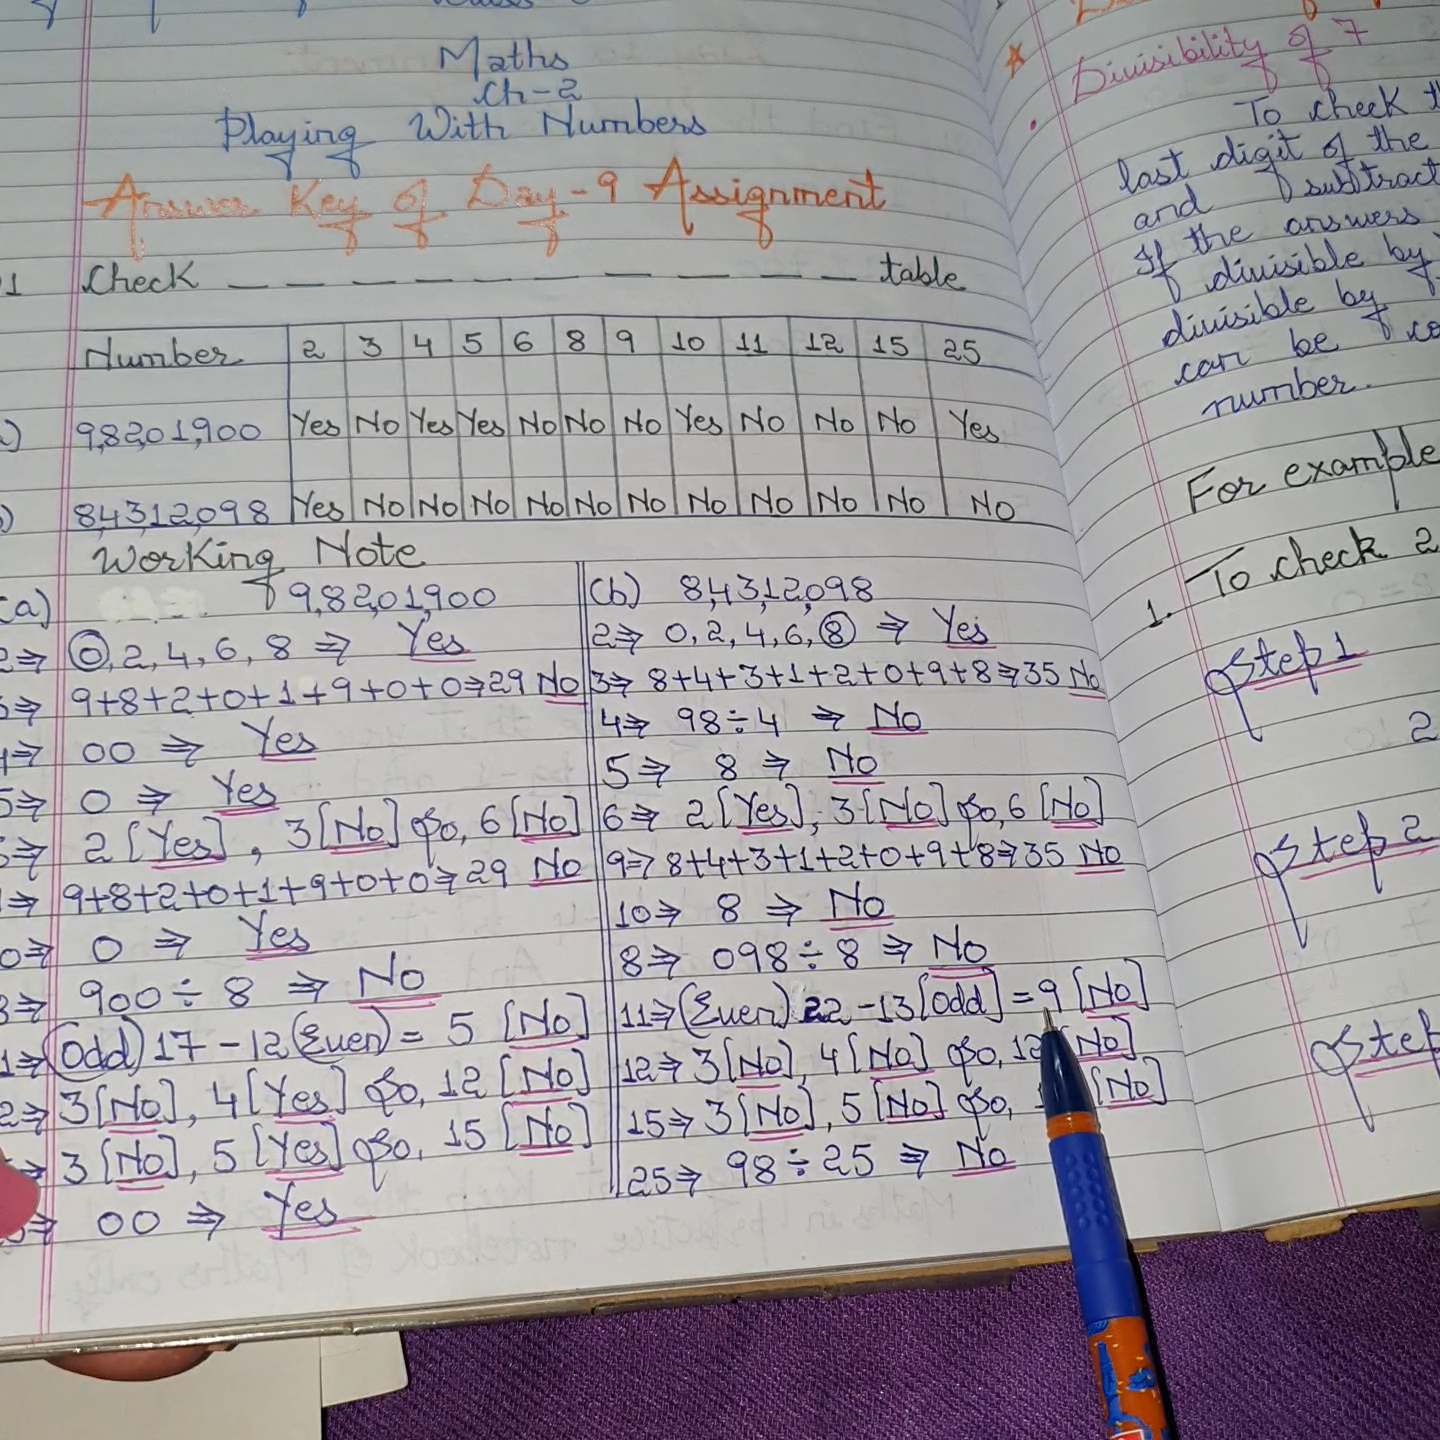 Maths
Ch-2
Playing With Numbers
Answer Key of Day-9 Assignment
1 Check _ _ _ _ _ _ _ _ _ _ table
Number 2 3 4 5 6 8 9 10 11 12 15 25
) 9,82,01,900 Yes No Yes Yes No No No Yes No No No Yes
) 8,43,12,098 Yes No No No No No No No No No No No
Working Note
(a) 9,82,01,900
2⇒ 0, 2, 4, 6, 8 ⇒ Yes
⇒ 9+8+2+0+1+9+0+0⇒29 No
⇒ 00 ⇒ Yes
5⇒ 0 ⇒ Yes
⇒ 2 [Yes], 3 [No] So, 6 [No]
⇒ 9+8+2+0+1+9+0+0⇒29 No
0⇒ 0 ⇒ Yes
8⇒ 900÷8 ⇒ No
1⇒ (Odd) 17-12 (Even) = 5 [No]
2⇒ 3[No], 4[Yes] So, 12 [No]
⇒ 3 [No], 5 [Yes] So, 15 [No]
⇒ 00 ⇒ Yes
(b) 8,43,12,098
2⇒ 0, 2, 4, 6, 8 ⇒ Yes
3⇒ 8+4+3+1+2+0+9+8⇒35 No
4⇒ 98÷4 ⇒ No
5⇒ 8 ⇒ No
6⇒ 2 [Yes], 3 [No] So, 6 [No]
9⇒ 8+4+3+1+2+0+9+8⇒35 No
10⇒ 8 ⇒ No
8⇒ 098÷8 ⇒ No
11⇒ (Even) 22-13 [Odd] = 9 [No]
12⇒ 3 [No], 4 [No] So, 12 [No]
15⇒ 3 [No], 5 [No] So, [No]
25⇒ 98÷25 ⇒ No
Divisibility of 7
To check
last digit of the
and subtract
If the answers
divisible by
divisible by
can be
number.
For example
1. To check 2
Step 1
2
Step 2
Step